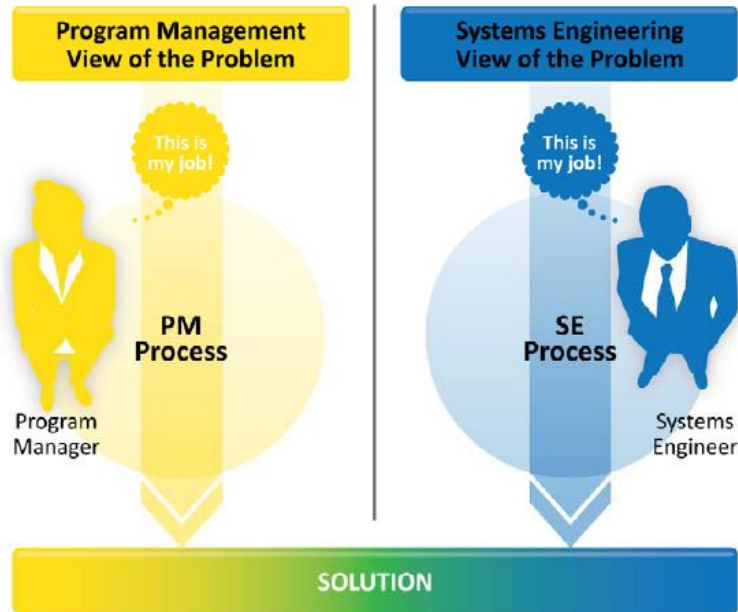 Program Management
View of the Problem
Systems Engineering
View of the Problem
This is
my job!
This is
my job!
PM
Process
SE
Process
Program
Manager
Systems
Engineer
SOLUTION